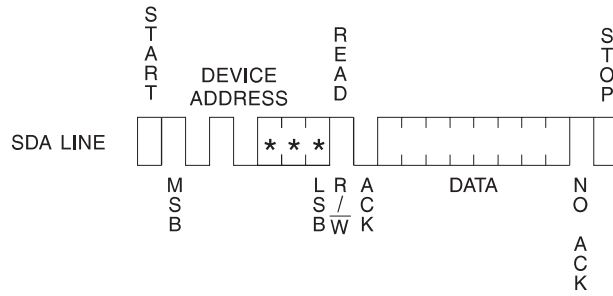 START
DEVICE
ADDRESS
READ
STOP
SDA LINE
* * *
MSB
LSB
R/W
ACK
DATA
NO ACK